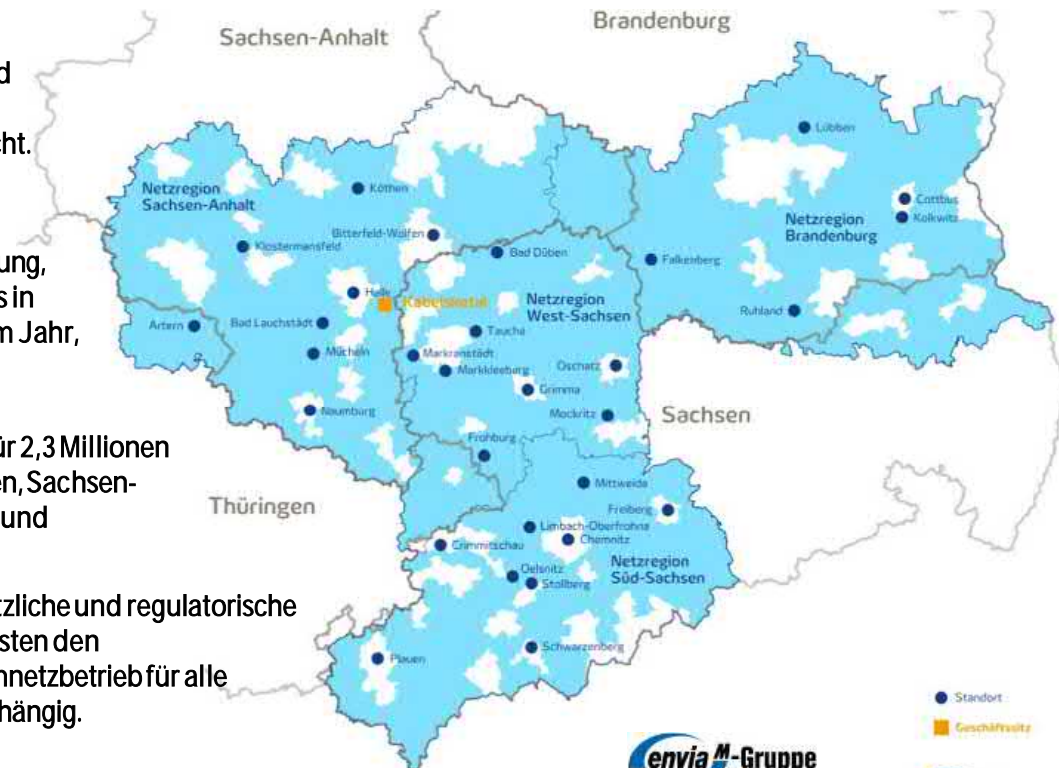 d
ht.
ung,
s in
m Jahr,
ür 2,3 Millionen
en, Sachsen-
und
tzliche und regulatorische
sten den
nnetzbetrieb für alle
hängig.
Sachsen-Anhalt
Brandenburg
Lübben
Netzregion
Sachsen-Anhalt
Köthen
Cottbus
Kolkwitz
Netzregion
Brandenburg
Bitterfeld-Wolfen
Klostermansfeld
Bad Düben
Falkenberg
Halle
Kabelsketal
Netzregion
West-Sachsen
Ruhland
Artern
Bad Lauchstädt
Taucha
Mücheln
Markranstädt
Markkleeberg
Oschatz
Grimma
Naumburg
Mockritz
Sachsen
Frohburg
Thüringen
Mittweida
Freiberg
Limbach-Oberfrohna
Chemnitz
Crimmitschau
Netzregion
Süd-Sachsen
Oelsnitz
Stollberg
Schwarzenberg
Plauen
Standort
Geschäftssitz
envia M-Gruppe